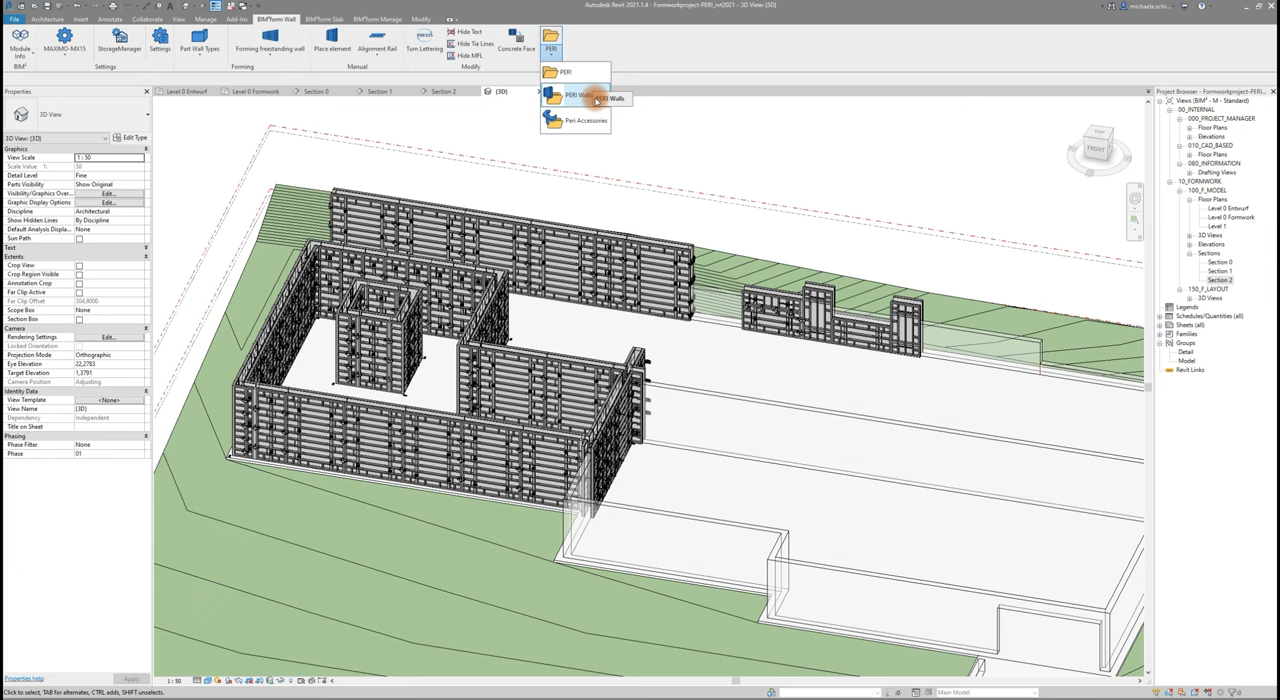 Autodesk Revit 2021.1.4 - Formworkproject-PERI_rvt2021 - 3D View: {3D}
michaela.sch...
File Architecture Insert Annotate Collaborate View Manage Add-Ins BIM²form Wall BIM²form Slab BIM²form Manage Modify
Module Info
MAXIMO-MX15
StorageManager
Settings
Part Wall Types
Forming freestanding wall
Place element
Alignment Rail
Turn Lettering
Hide Text
Hide Tie Lines
Hide MFL
Concrete Face
PERI
BIM²
Settings
Forming
Manual
Modify
PERI
PERI Walls
PERI Walls
Peri Accessories
Properties
Level 0 Entwurf
Level 0 Formwork
Section 0
Section 1
Section 2
{3D}
3D View
3D View: {3D}
Edit Type
Graphics
View Scale 1 : 50
Scale Value 1: 50
Detail Level Fine
Parts Visibility Show Original
Visibility/Graphics Over... Edit...
Graphic Display Options Edit...
Discipline Architectural
Show Hidden Lines By Discipline
Default Analysis Displa... None
Sun Path
Text
Extents
Crop View
Crop Region Visible
Annotation Crop
Far Clip Active
Far Clip Offset 304,8000
Scope Box None
Section Box
Camera
Rendering Settings Edit...
Locked Orientation
Projection Mode Orthographic
Eye Elevation 22,2783
Target Elevation 1,3791
Camera Position Adjusting
Identity Data
View Template <None>
View Name {3D}
Dependency Independent
Title on Sheet
Phasing
Phase Filter None
Phase 01
Properties help
Apply
TOP
FRONT
Project Browser - Formworkproject-PERI...
Views (BIM² - M - Standard)
00_INTERNAL
000_PROJECT_MANAGER
Floor Plans
Elevations
010_CAD_BASED
Floor Plans
080_INFORMATION
Drafting Views
10_FORMWORK
100_F_MODEL
Floor Plans
Level 0 Entwurf
Level 0 Formwork
Level 1
3D Views
Elevations
Sections
Section 0
Section 1
Section 2
150_F_LAYOUT
3D Views
Legends
Schedules/Quantities (all)
Sheets (all)
Families
Groups
Detail
Model
Revit Links
1 : 50
Click to select, TAB for alternates, CTRL adds, SHIFT unselects.
:0
Main Model